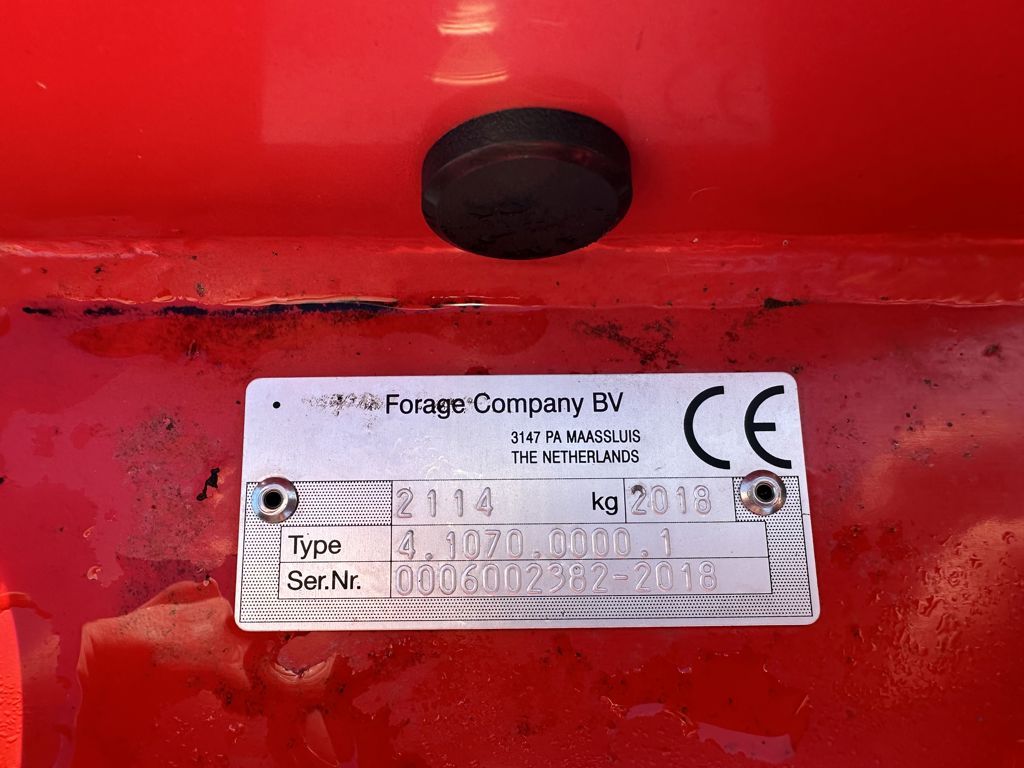 Forage Company BV
3147 PA MAASSLUIS
THE NETHERLANDS
CE
2114 kg 2018
Type 4.1070.0000.1
Ser.Nr. 0006002382-2018